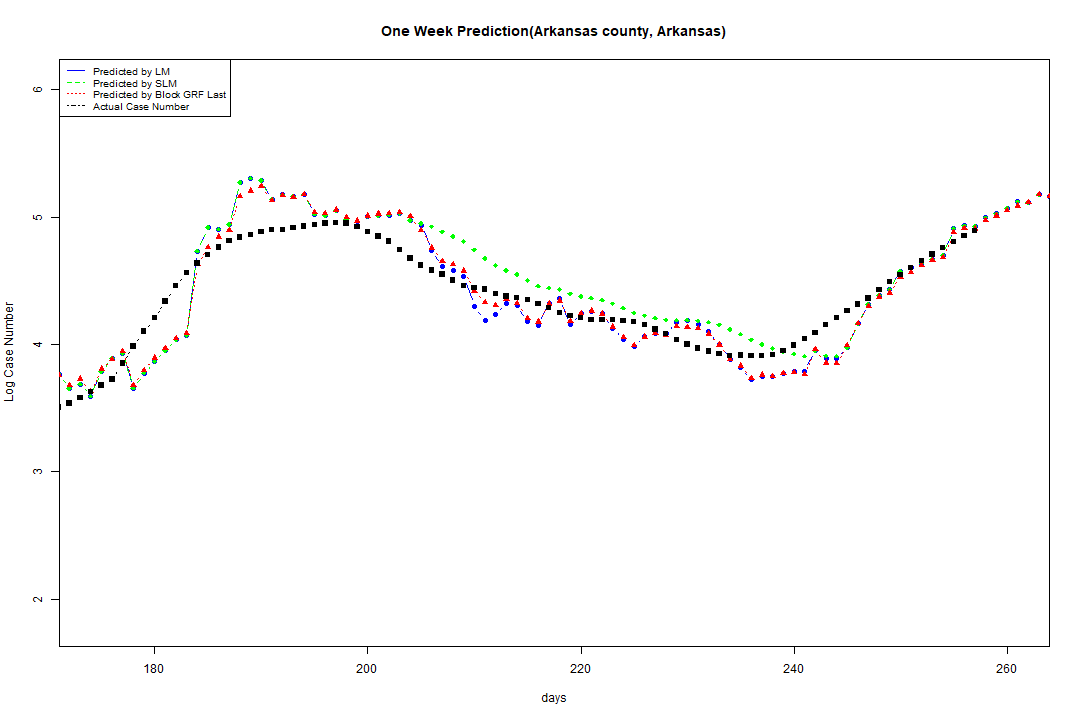 One Week Prediction(Arkansas county, Arkansas)
Predicted by LM
Predicted by SLM
Predicted by Block GRF Last
Actual Case Number
6
5
4
3
2
Log Case Number
180
200
220
240
260
days